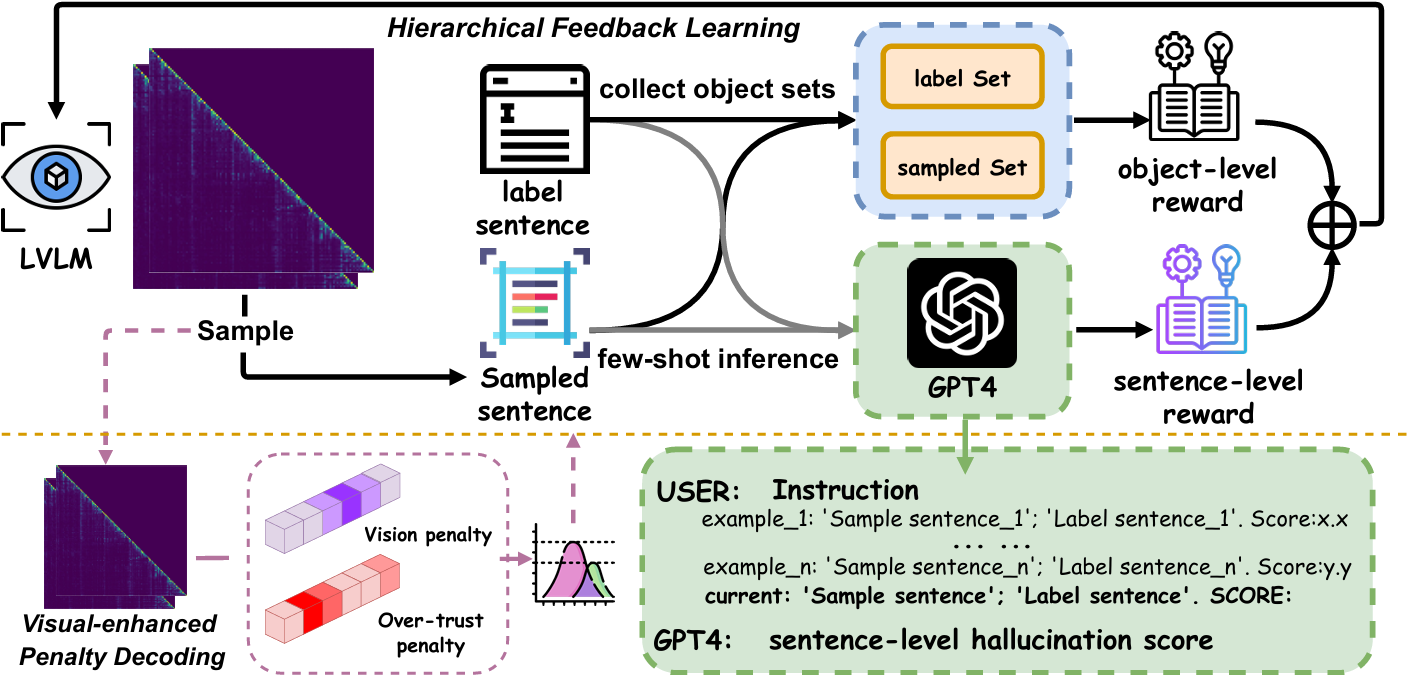 Hierarchical Feedback Learning
LVLM
Sample
label
sentence
Sampled
sentence
collect object sets
few-shot inference
label Set
sampled Set
GPT4
object-level
reward
sentence-level
reward
Visual-enhanced
Penalty Decoding
Vision penalty
Over-trust
penalty
USER: Instruction
example_1: 'Sample sentence_1'; 'Label sentence_1'. Score:x.x
... ...
example_n: 'Sample sentence_n'; 'Label sentence_n'. Score:y.y
current: 'Sample sentence'; 'Label sentence'. SCORE:
GPT4: sentence-level hallucination score